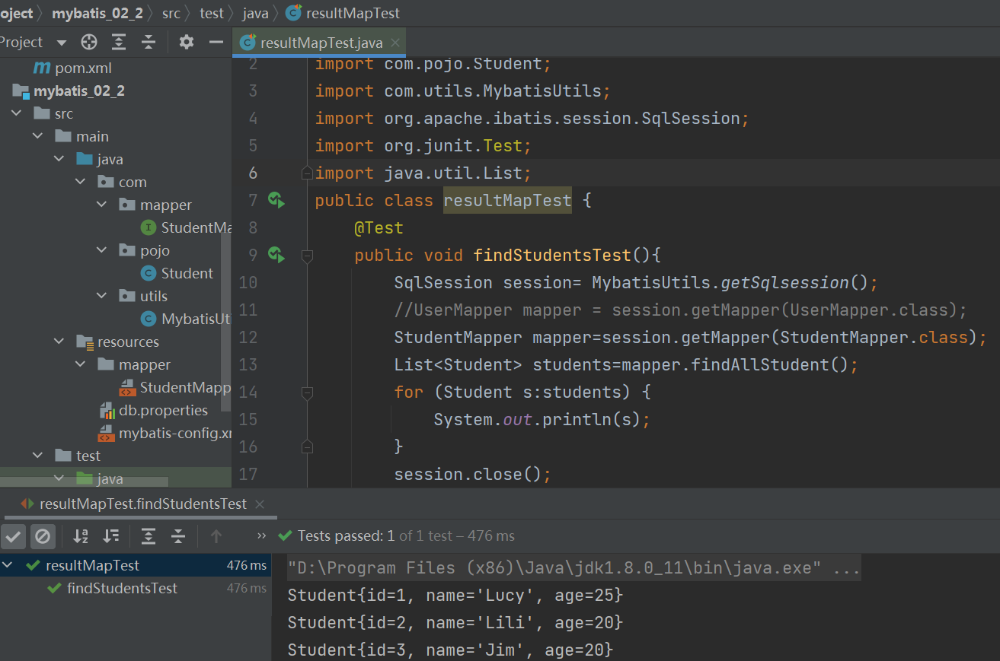 oject mybatis_02_2 src test java resultMapTest
Project
resultMapTest.java
pom.xml
mybatis_02_2
src
main
java
com
mapper
StudentMa
pojo
Student
utils
MybatisUti
resources
mapper
StudentMapp
db.properties
mybatis-config.xm
test
java
2 import com.pojo.Student;
3 import com.utils.MybatisUtils;
4 import org.apache.ibatis.session.SqlSession;
5 import org.junit.Test;
6 import java.util.List;
7 public class resultMapTest {
8 @Test
9 public void findStudentsTest(){
10 SqlSession session= MybatisUtils.getSqlsession();
11 //UserMapper mapper = session.getMapper(UserMapper.class);
12 StudentMapper mapper=session.getMapper(StudentMapper.class);
13 List<Student> students=mapper.findAllStudent();
14 for (Student s:students) {
15 System.out.println(s);
16 }
17 session.close();
resultMapTest.findStudentsTest
Tests passed: 1 of 1 test – 476 ms
resultMapTest 476 ms
findStudentsTest 476 ms
"D:\Program Files (x86)\Java\jdk1.8.0_11\bin\java.exe" ...
Student{id=1, name='Lucy', age=25}
Student{id=2, name='Lili', age=20}
Student{id=3, name='Jim', age=20}